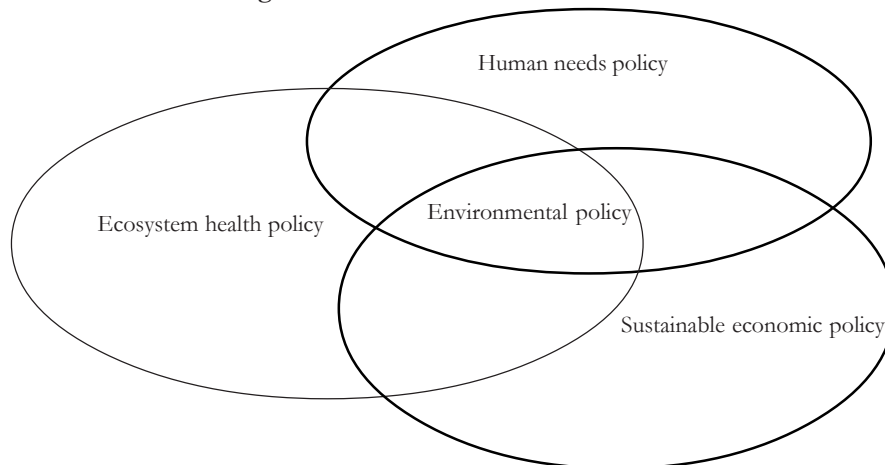 Human needs policy
Environmental policy
Ecosystem health policy
Sustainable economic policy